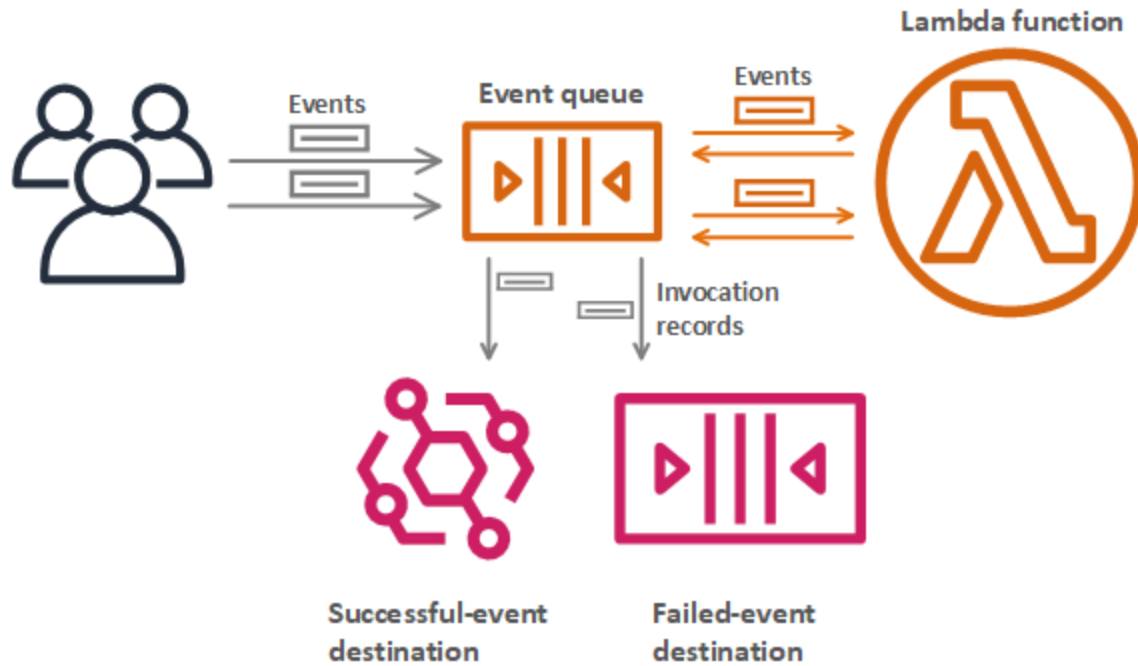 Lambda function
Events
Event queue
Events
Invocation
records
Successful-event
destination
Failed-event
destination